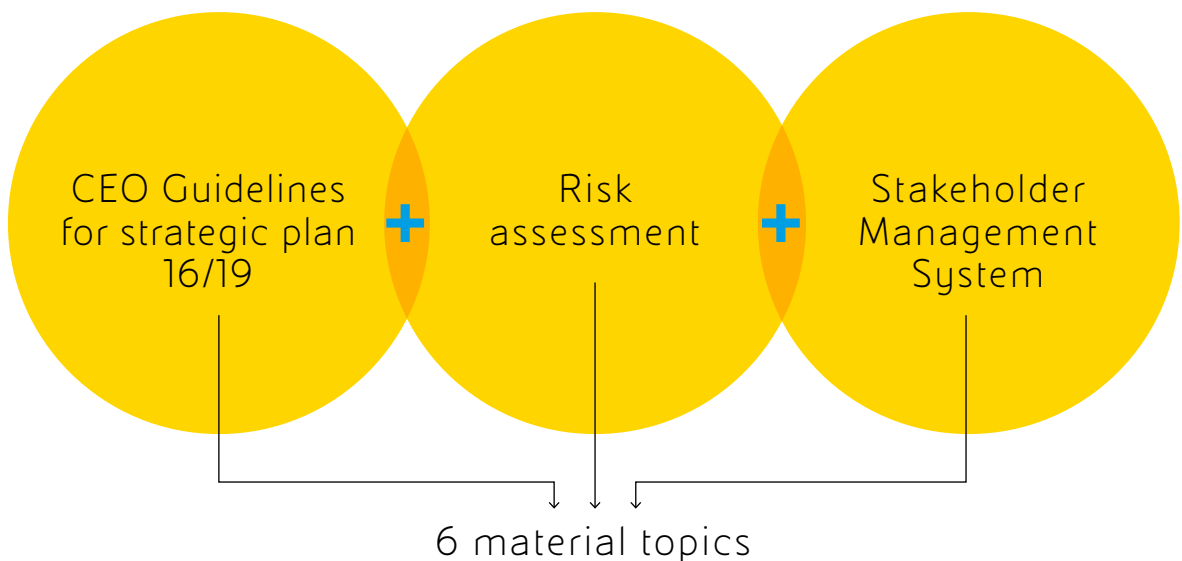 CEO Guidelines
for strategic plan
16/19
+
Risk
assessment
+
Stakeholder
Management
System
6 material topics